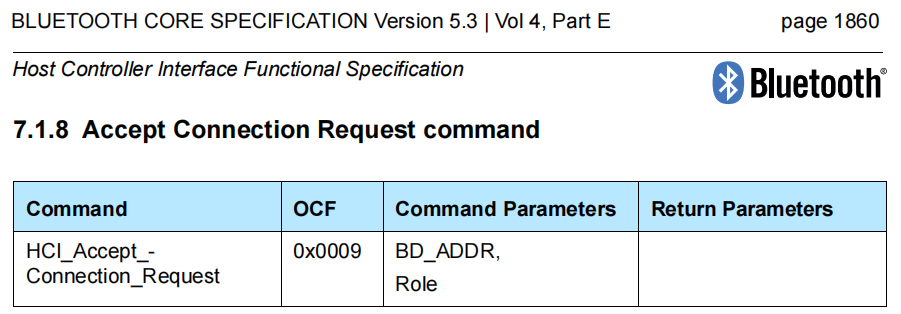 BLUETOOTH CORE SPECIFICATION Version 5.3 | Vol 4, Part E page 1860
Host Controller Interface Functional Specification
Bluetooth®
7.1.8 Accept Connection Request command
Command OCF Command Parameters Return Parameters
HCI_Accept_-
Connection_Request
0x0009
BD_ADDR,
Role